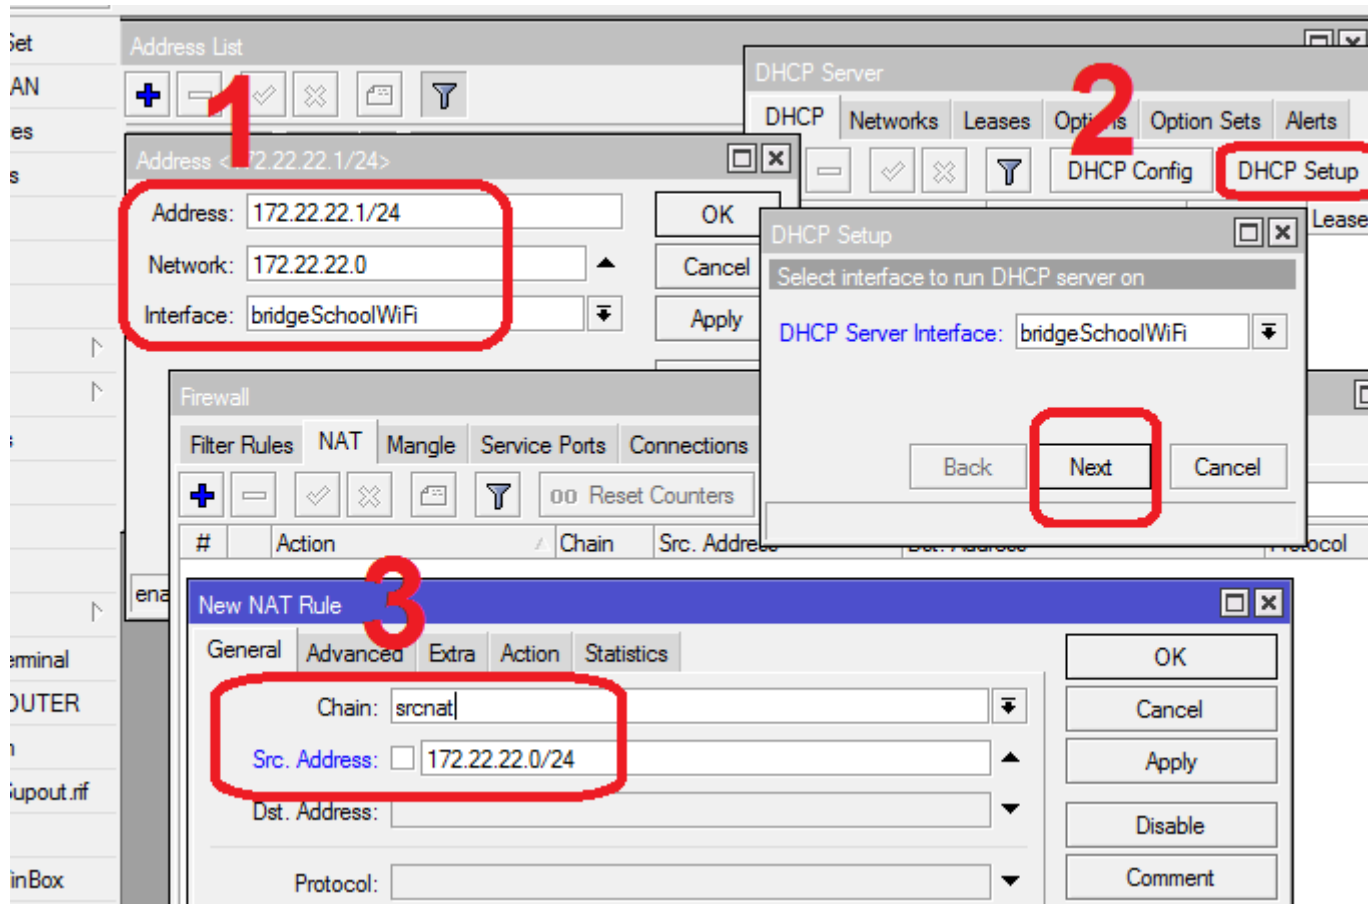 Set
AN
es
s
erminal
OUTER
Supout.rif
inBox
Address List
1
Address <172.22.22.1/24>
Address: 172.22.22.1/24
Network: 172.22.22.0
Interface: bridgeSchoolWiFi
OK
Cancel
Apply
ena
DHCP Server
2
DHCP Networks Leases Options Option Sets Alerts
DHCP Config DHCP Setup
Lease
DHCP Setup
Select interface to run DHCP server on
DHCP Server Interface: bridgeSchoolWiFi
Back Next Cancel
Firewall
Filter Rules NAT Mangle Service Ports Connections
00 Reset Counters
# Action Chain Src. Address Dst. Address Protocol
3
New NAT Rule
General Advanced Extra Action Statistics
Chain: srcnat
Src. Address: 172.22.22.0/24
Dst. Address:
Protocol:
OK
Cancel
Apply
Disable
Comment